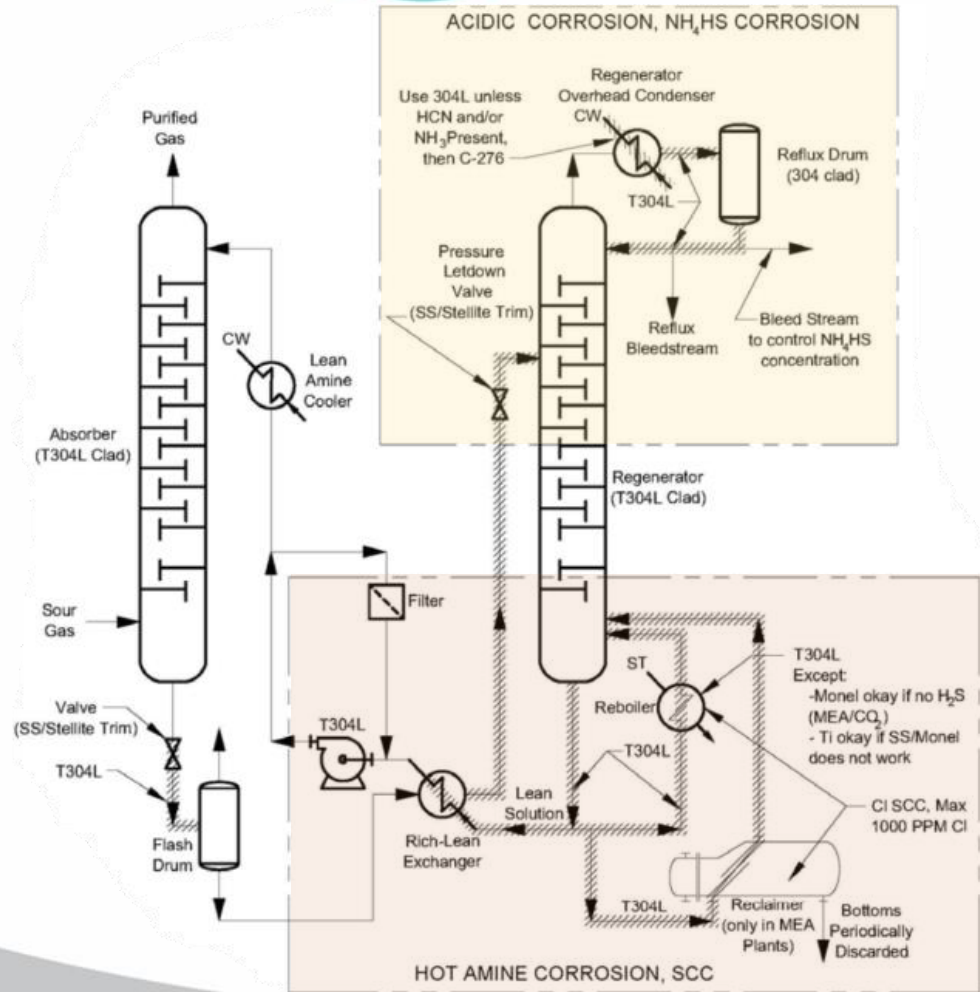 ACIDIC CORROSION, NH₄HS CORROSION
Regenerator
Overhead Condenser
CW
Use 304L unless
HCN and/or
NH₃Present,
then C-276
Reflux Drum
(304 clad)
T304L
Purified
Gas
Pressure
Letdown
Valve
(SS/Stellite Trim)
Reflux
Bleedstream
Bleed Stream
to control NH₄HS
concentration
CW
Lean
Amine
Cooler
Absorber
(T304L Clad)
Regenerator
(T304L Clad)
Sour
Gas
Filter
Valve
(SS/Stellite Trim)
T304L
T304L
ST
Reboiler
T304L
Except:
-Monel okay if no H₂S
(MEA/CO₂)
- Ti okay if SS/Monel
does not work
T304L
Flash
Drum
Lean
Solution
Rich-Lean
Exchanger
Cl SCC, Max
1000 PPM Cl
T304L
Reclaimer
(only in MEA
Plants)
Bottoms
Periodically
Discarded
HOT AMINE CORROSION, SCC